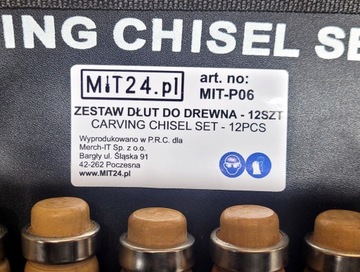 ING CHISEL SE
MiT24.pl
art. no:
MIT-P06
ZESTAW DŁUT DO DREWNA - 12SZT
CARVING CHISEL SET - 12PCS
Wyprodukowano w P.R.C. dla
Merch-IT Sp. z o.o.
Bargły ul. Śląska 91
42-262 Poczesna
www.MIT24.pl